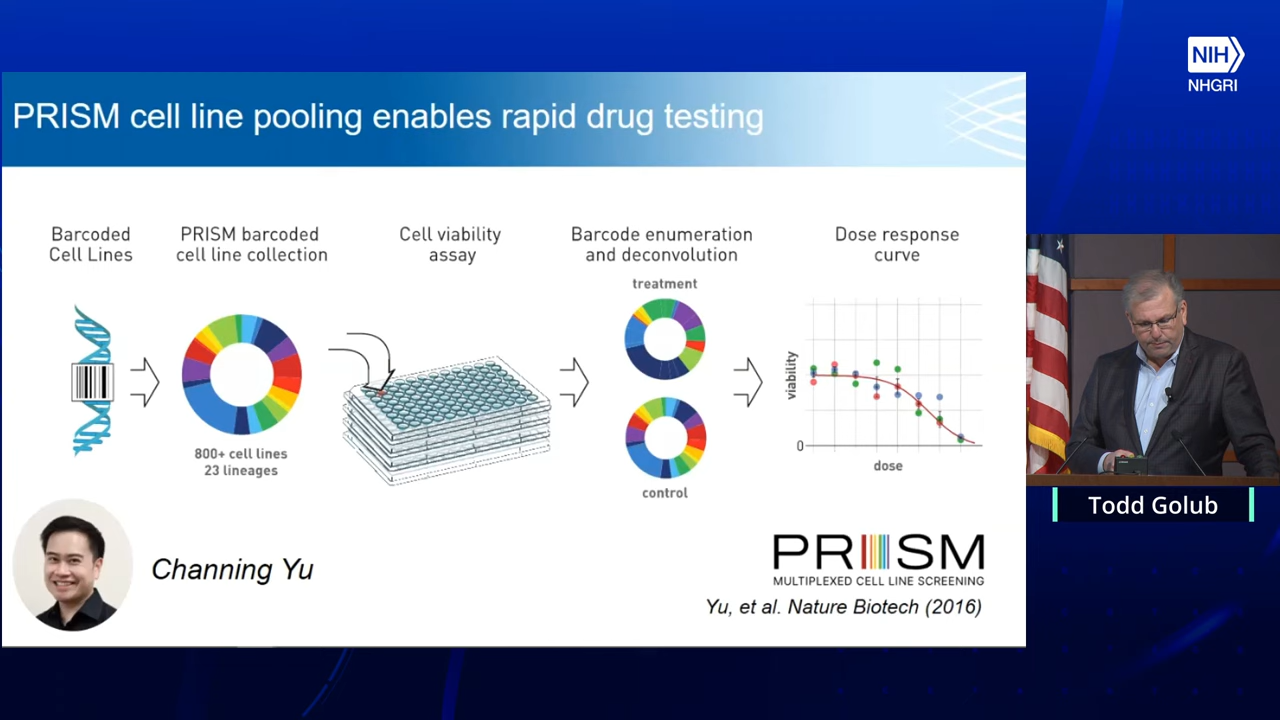 NIH
NHGRI
PRISM cell line pooling enables rapid drug testing
Barcoded
Cell Lines
PRISM barcoded
cell line collection
800+ cell lines
23 lineages
Cell viability
assay
Barcode enumeration
and deconvolution
treatment
control
Dose response
curve
viability
0
dose
Channing Yu
PRISM
MULTIPLEXED CELL LINE SCREENING
Yu, et al. Nature Biotech (2016)
Todd Golub